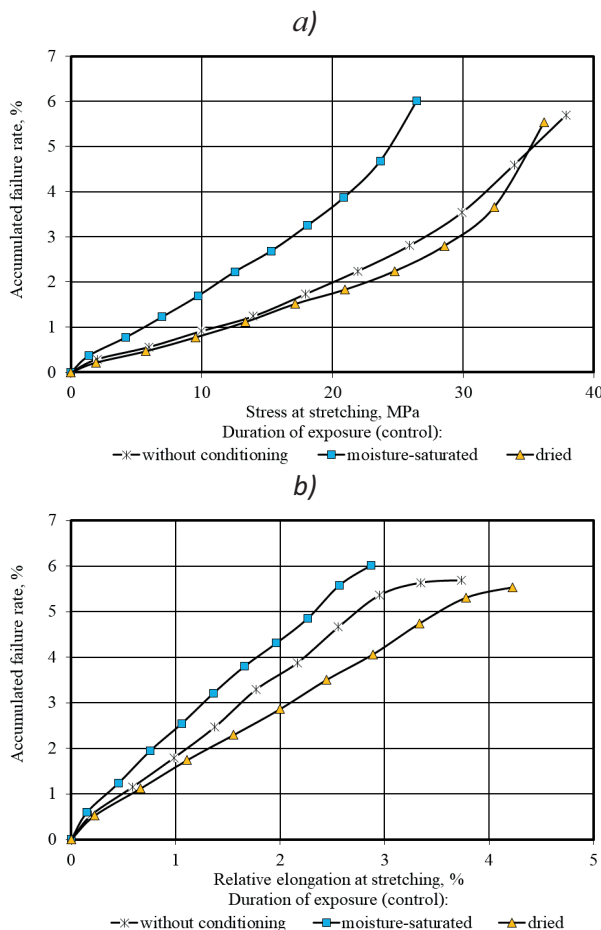 a)
Accumulated failure rate, %
7
6
5
4
3
2
1
0
0 10 20 30 40
Stress at stretching, MPa
Duration of exposure (control):
without conditioning moisture-saturated dried
b)
Accumulated failure rate, %
7
6
5
4
3
2
1
0
0 1 2 3 4 5
Relative elongation at stretching, %
Duration of exposure (control):
without conditioning moisture-saturated dried